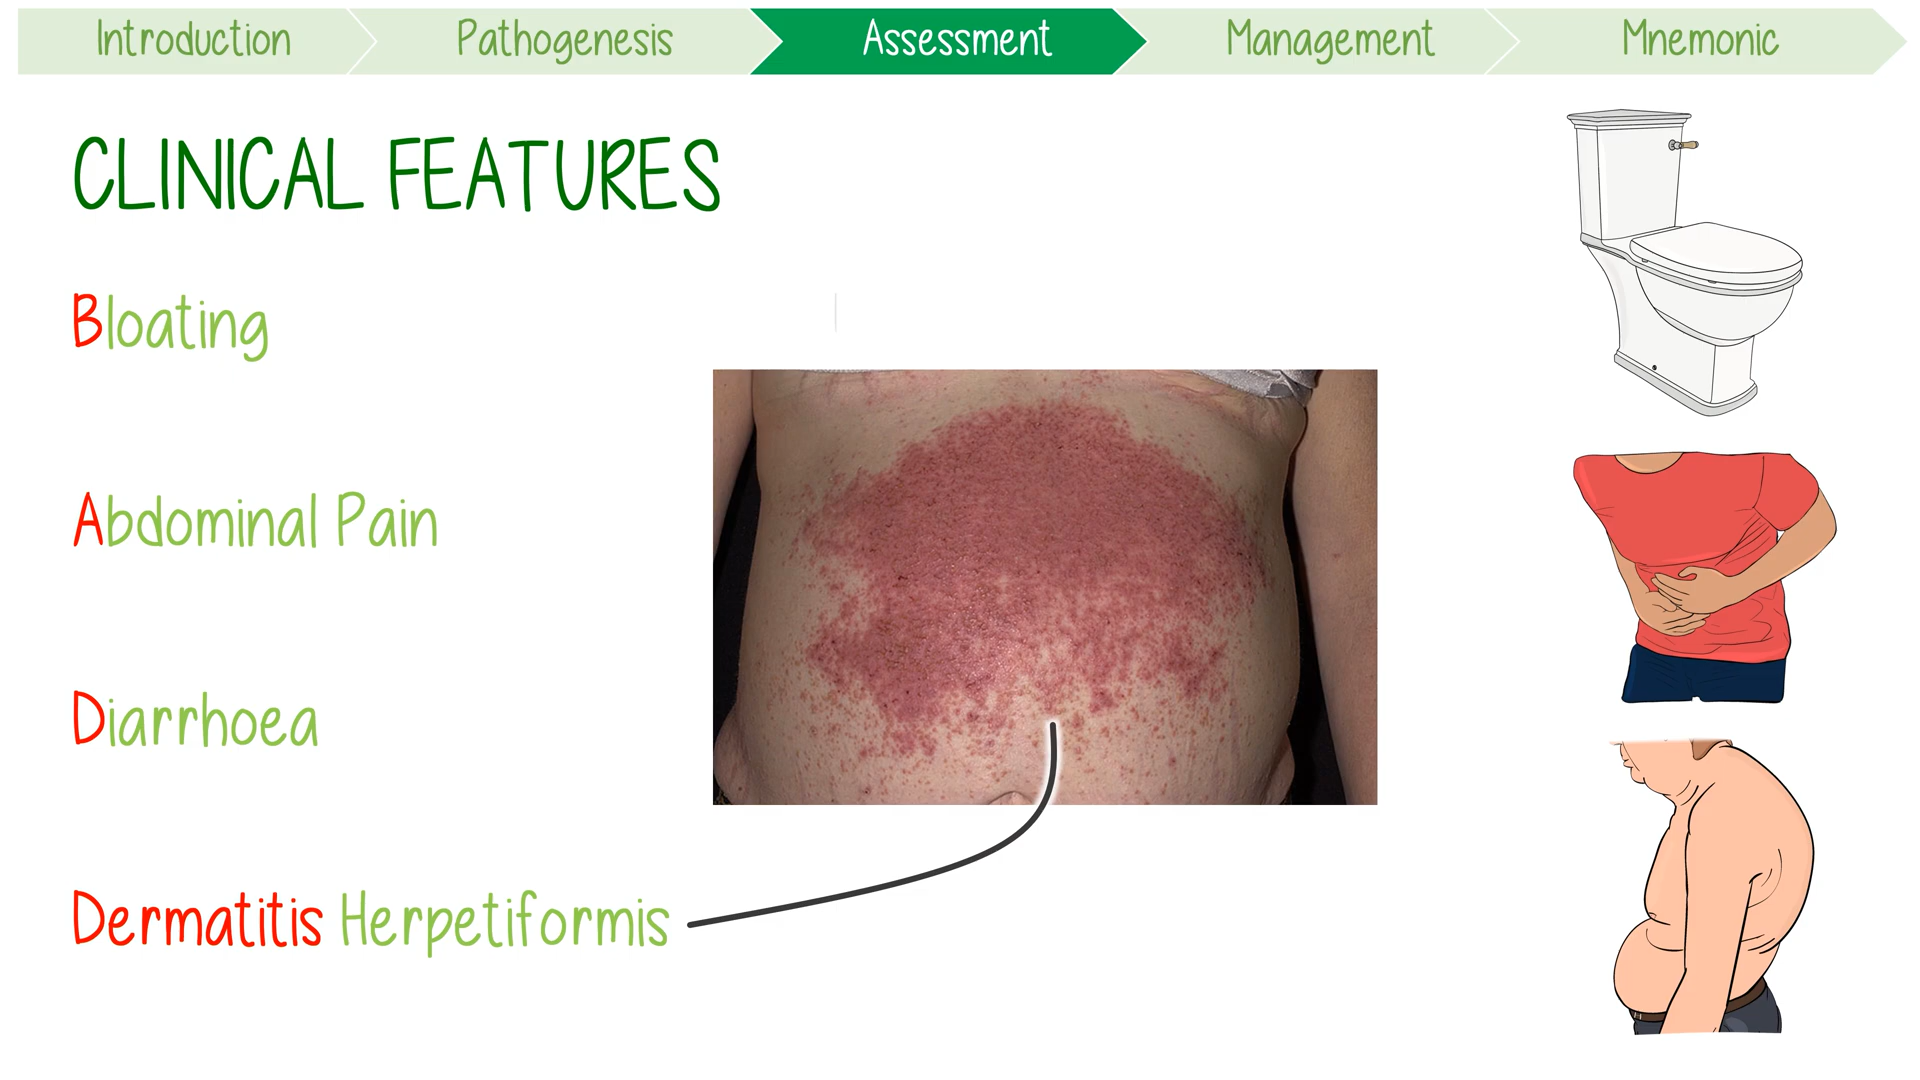 Introduction
Pathogenesis
Assessment
Management
Mnemonic
CLINICAL FEATURES
Bloating
Abdominal Pain
Diarrhoea
Dermatitis Herpetiformis